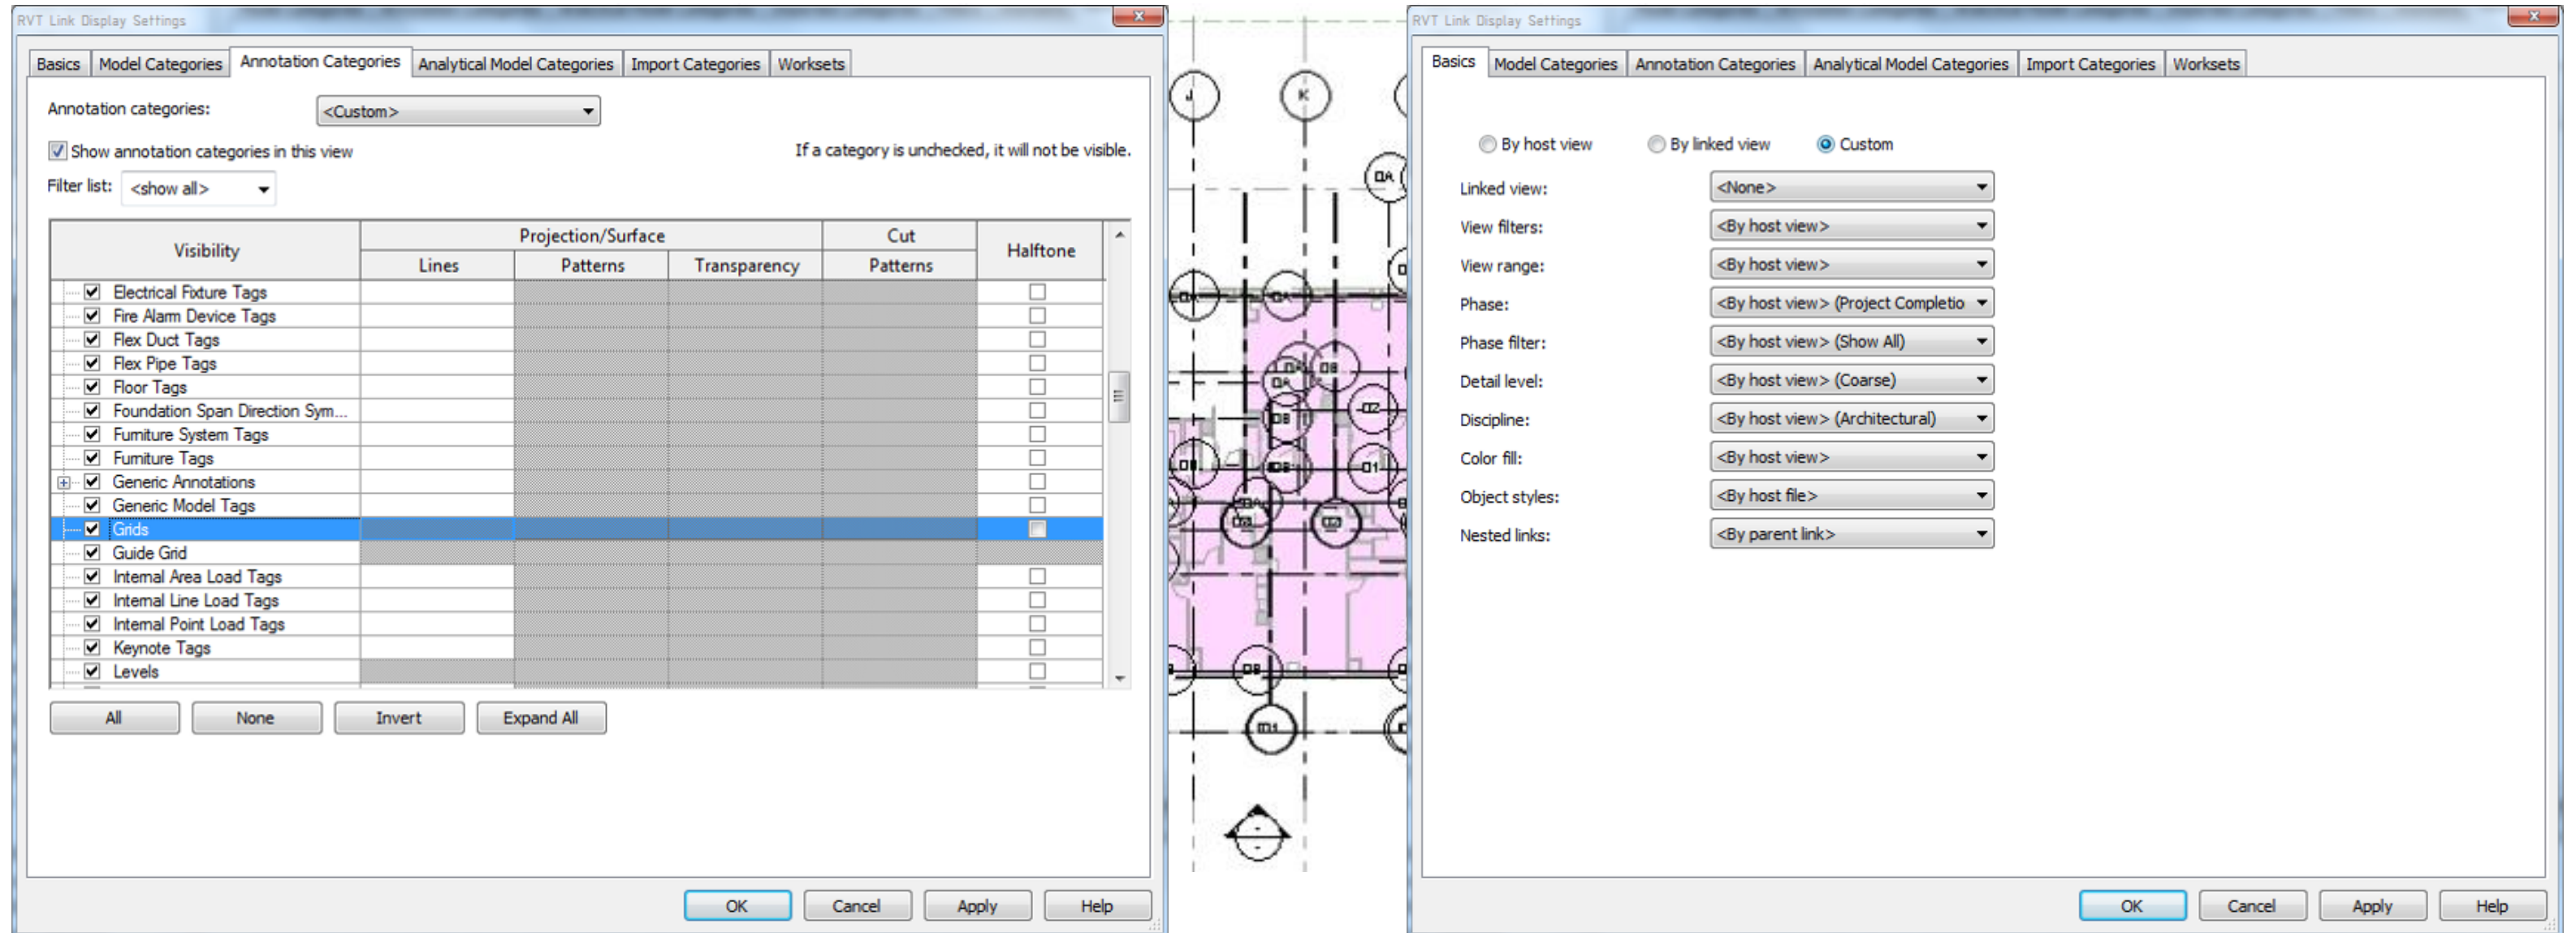 RVT Link Display Settings
Basics Model Categories Annotation Categories Analytical Model Categories Import Categories Worksets
Annotation categories: <Custom>
Show annotation categories in this view If a category is unchecked, it will not be visible.
Filter list: <show all>
Visibility Projection/Surface Cut Halftone
Lines Patterns Transparency Patterns
Electrical Fixture Tags
Fire Alarm Device Tags
Flex Duct Tags
Flex Pipe Tags
Floor Tags
Foundation Span Direction Sym...
Furniture System Tags
Furniture Tags
Generic Annotations
Generic Model Tags
Grids
Guide Grid
Internal Area Load Tags
Internal Line Load Tags
Internal Point Load Tags
Keynote Tags
Levels
All None Invert Expand All
OK Cancel Apply Help
J K
RVT Link Display Settings
Basics Model Categories Annotation Categories Analytical Model Categories Import Categories Worksets
By host view By linked view Custom
Linked view: <None>
View filters: <By host view>
View range: <By host view>
Phase: <By host view> (Project Completio
Phase filter: <By host view> (Show All)
Detail level: <By host view> (Coarse)
Discipline: <By host view> (Architectural)
Color fill: <By host view>
Object styles: <By host file>
Nested links: <By parent link>
OK Cancel Apply Help